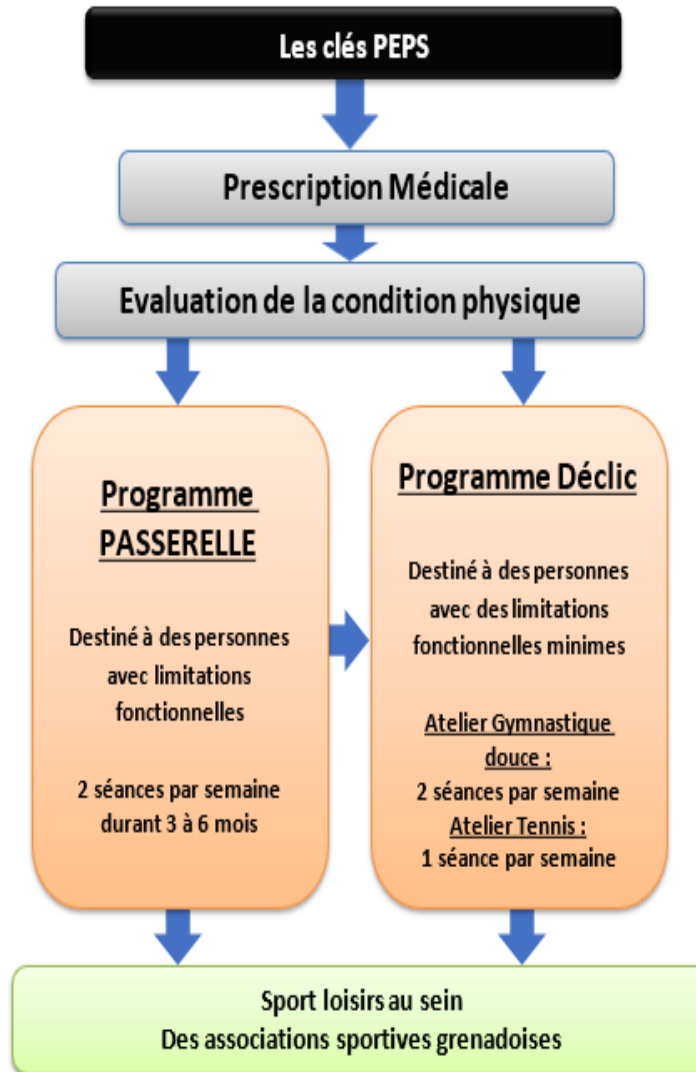 Les clés PEPS
Prescription Médicale
Evaluation de la condition physique
Programme
PASSERELLE
Destiné à des personnes
avec limitations
fonctionnelles
2 séances par semaine
durant 3 à 6 mois
Programme Déclic
Destiné à des personnes
avec des limitations
fonctionnelles minimes
Atelier Gymnastique
douce :
2 séances par semaine
Atelier Tennis :
1 séance par semaine
Sport loisirs au sein
Des associations sportives grenadoises